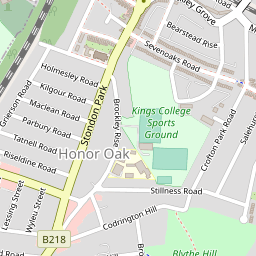 Grove
Bearstead Rise
Sevenoaks Road
Holmesley Road
Kilgour Road
Maclean Road
Parbury Road
Tatnell Road
Riseldine Road
Stondon Park
Brockley Rise
Kings College
Sports
Ground
Crofton Park Road
Honor Oak
Stillness Road
Lessing Street
Wyleu Street
Codrington Hill
B218
Blythe Hill